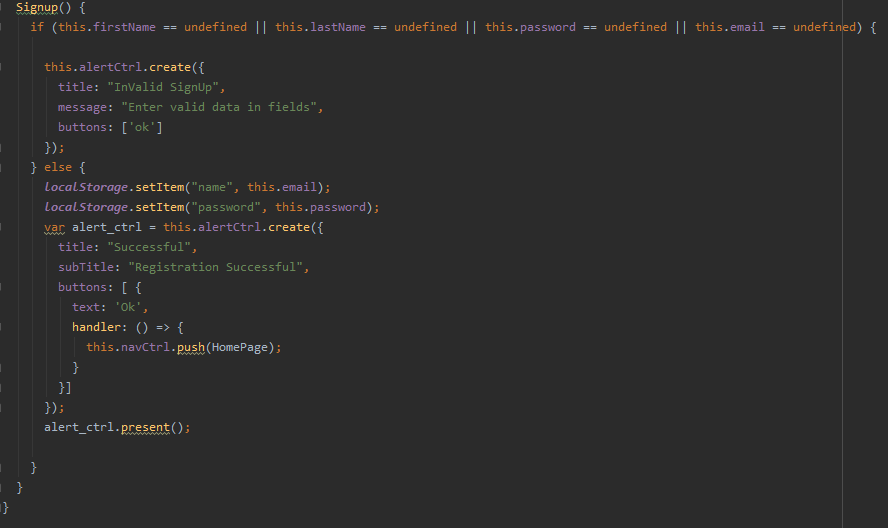 Signup() {
if (this.firstName == undefined || this.lastName == undefined || this.password == undefined || this.email == undefined) {
this.alertCtrl.create({
title: "InValid SignUp",
message: "Enter valid data in fields",
buttons: ['ok']
});
} else {
localStorage.setItem("name", this.email);
localStorage.setItem("password", this.password);
var alert_ctrl = this.alertCtrl.create({
title: "Successful",
subTitle: "Registration Successful",
buttons: [ {
text: 'Ok',
handler: () => {
this.navCtrl.push(HomePage);
}
}]
});
alert_ctrl.present();
}
}
}